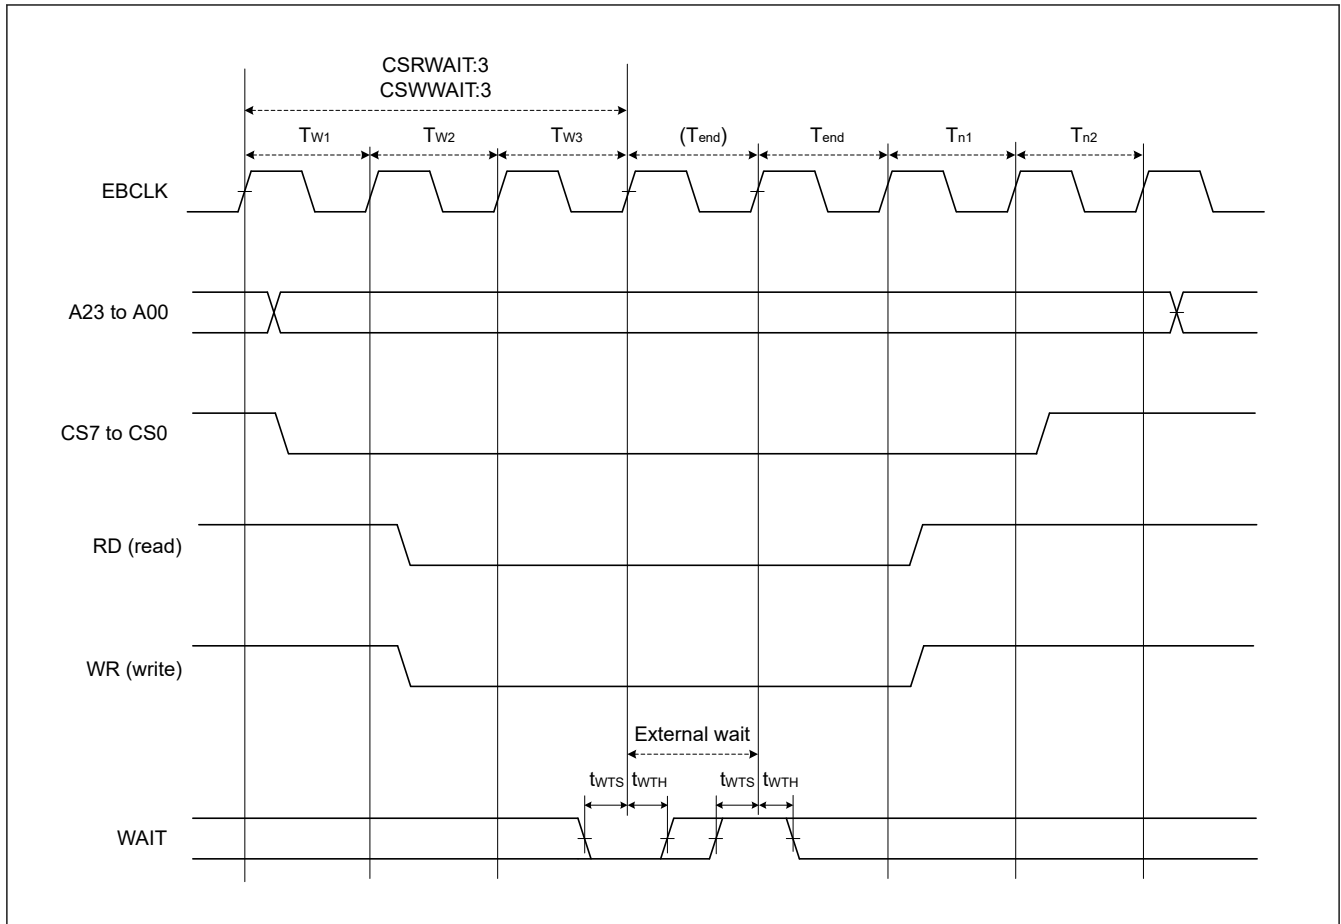 CSRWAIT:3
CSWWAIT:3
TW1 TW2 TW3 (Tend) Tend Tn1 Tn2
EBCLK
A23 to A00
CS7 to CS0
RD (read)
WR (write)
External wait
tWTS tWTH tWTS tWTH
WAIT